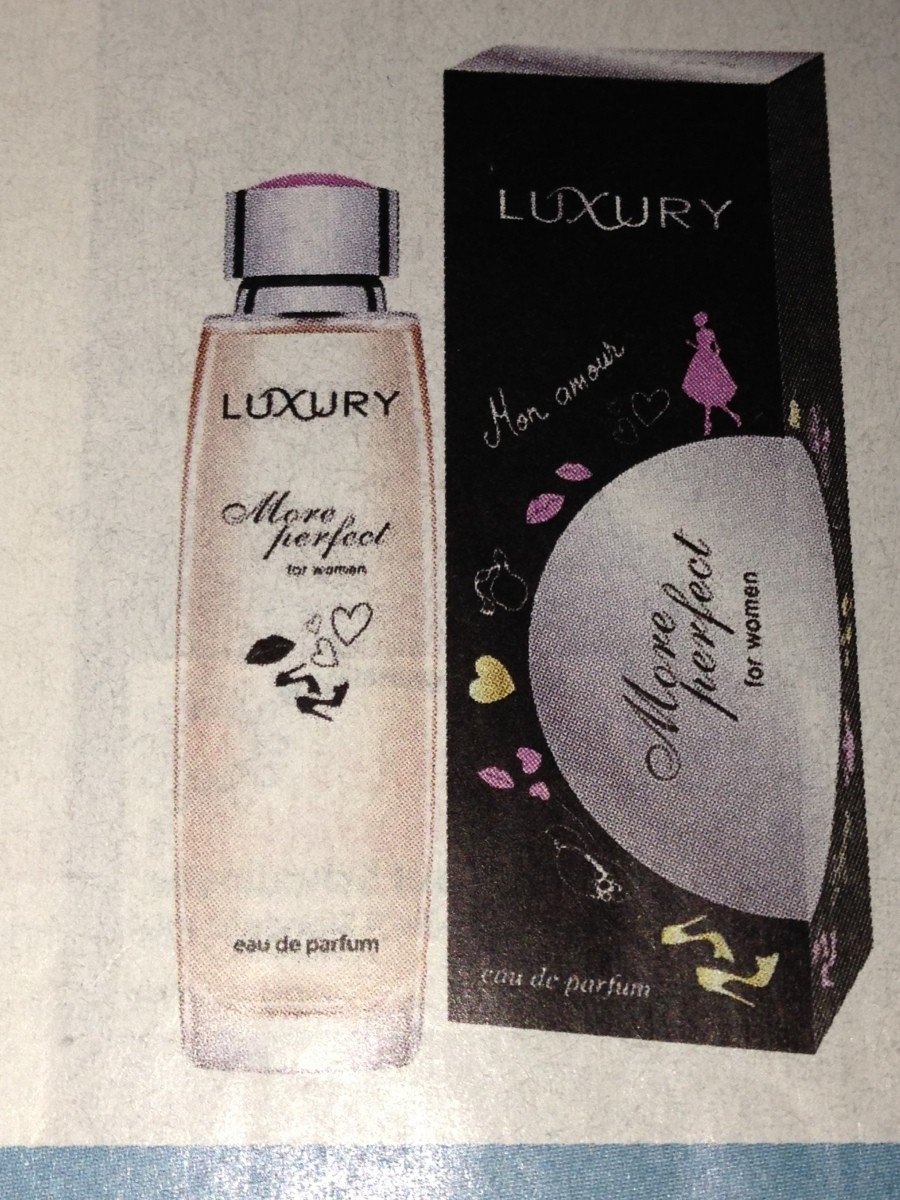 LUXURY
More
perfect
for women
eau de parfum
LUXURY
Mon amour
More
perfect
for women
eau de parfum